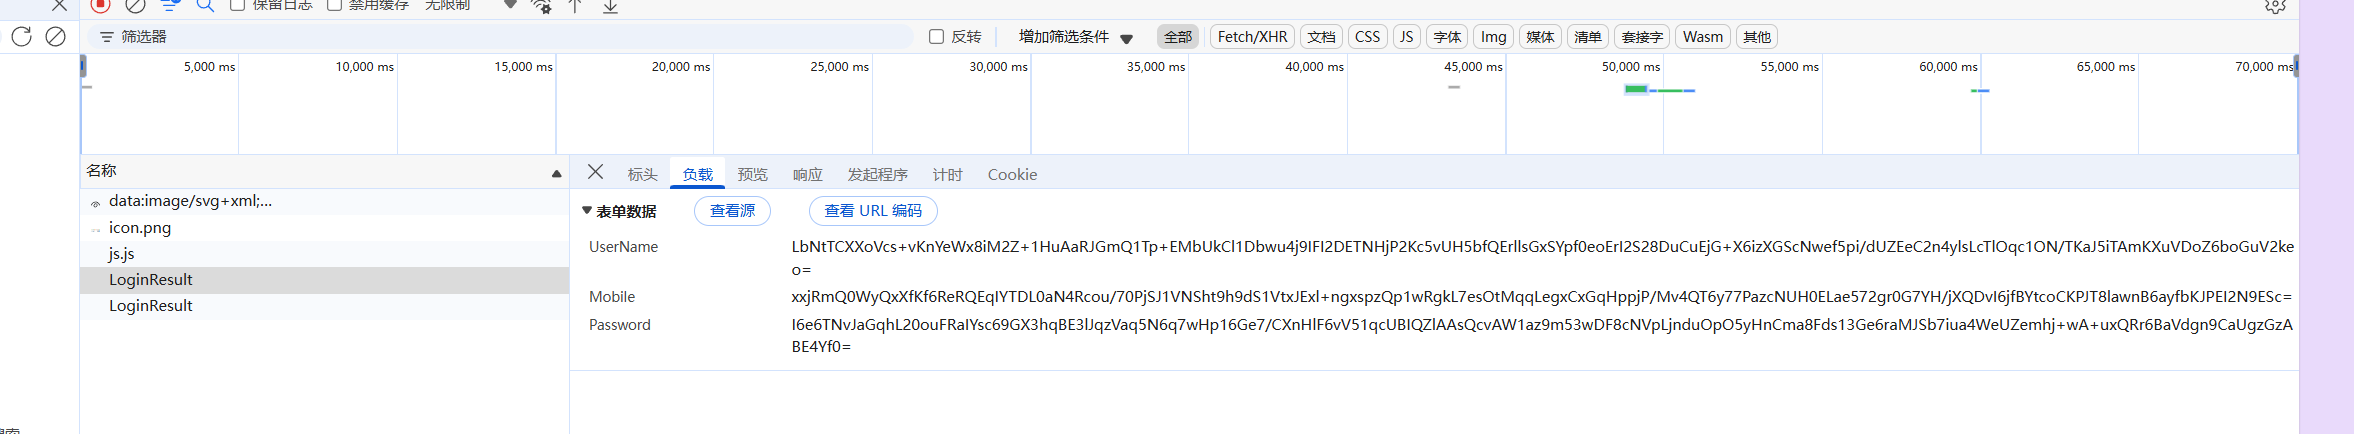 保留日志 禁用缓存 无限制
筛选器 反转 增加筛选条件 全部 Fetch/XHR 文档 CSS JS 字体 Img 媒体 清单 套接字 Wasm 其他
5,000 ms 10,000 ms 15,000 ms 20,000 ms 25,000 ms 30,000 ms 35,000 ms 40,000 ms 45,000 ms 50,000 ms 55,000 ms 60,000 ms 65,000 ms 70,000 ms
名称
标头 负载 预览 响应 发起程序 计时 Cookie
data:image/svg+xml;...
icon.png
js.js
LoginResult
LoginResult
表单数据 查看源 查看 URL 编码
UserName LbNtTCXXoVcs+vKnYeWx8iM2Z+1HuAaRJGmQ1Tp+EMbUkCl1Dbwu4j9IFI2DETNHjP2Kc5vUH5bfQErllsGxSYpf0eoErI2S28DuCuEjG+X6izXGScNwef5pi/dUZEeC2n4ylsLcTlOqc1ON/TKaJ5iTAmKXuVDoZ6boGuV2ke
o=
Mobile xxjRmQ0WyQxXfKf6ReRQEqIYTDL0aN4Rcou/70PjSJ1VNSht9h9dS1VtxJExl+ngxspzQp1wRgkL7esOtMqqLegxCxGqHppjP/Mv4QT6y77PazcNUH0ELae572gr0G7YH/jXQDvI6jfBYtcoCKPJT8lawnB6ayfbKJPEI2N9ESc=
Password I6e6TNvJaGqhL20ouFRaIYsc69GX3hqBE3lJqzVaq5N6q7wHp16Ge7/CXnHlF6vV51qcUBIQZlAAsQcvAW1az9m53wDF8cNVpLjnduOpO5yHnCma8Fds13Ge6raMJSb7iua4WeUZemhj+wA+uxQRr6BaVdgn9CaUgzGzA
BE4Yf0=